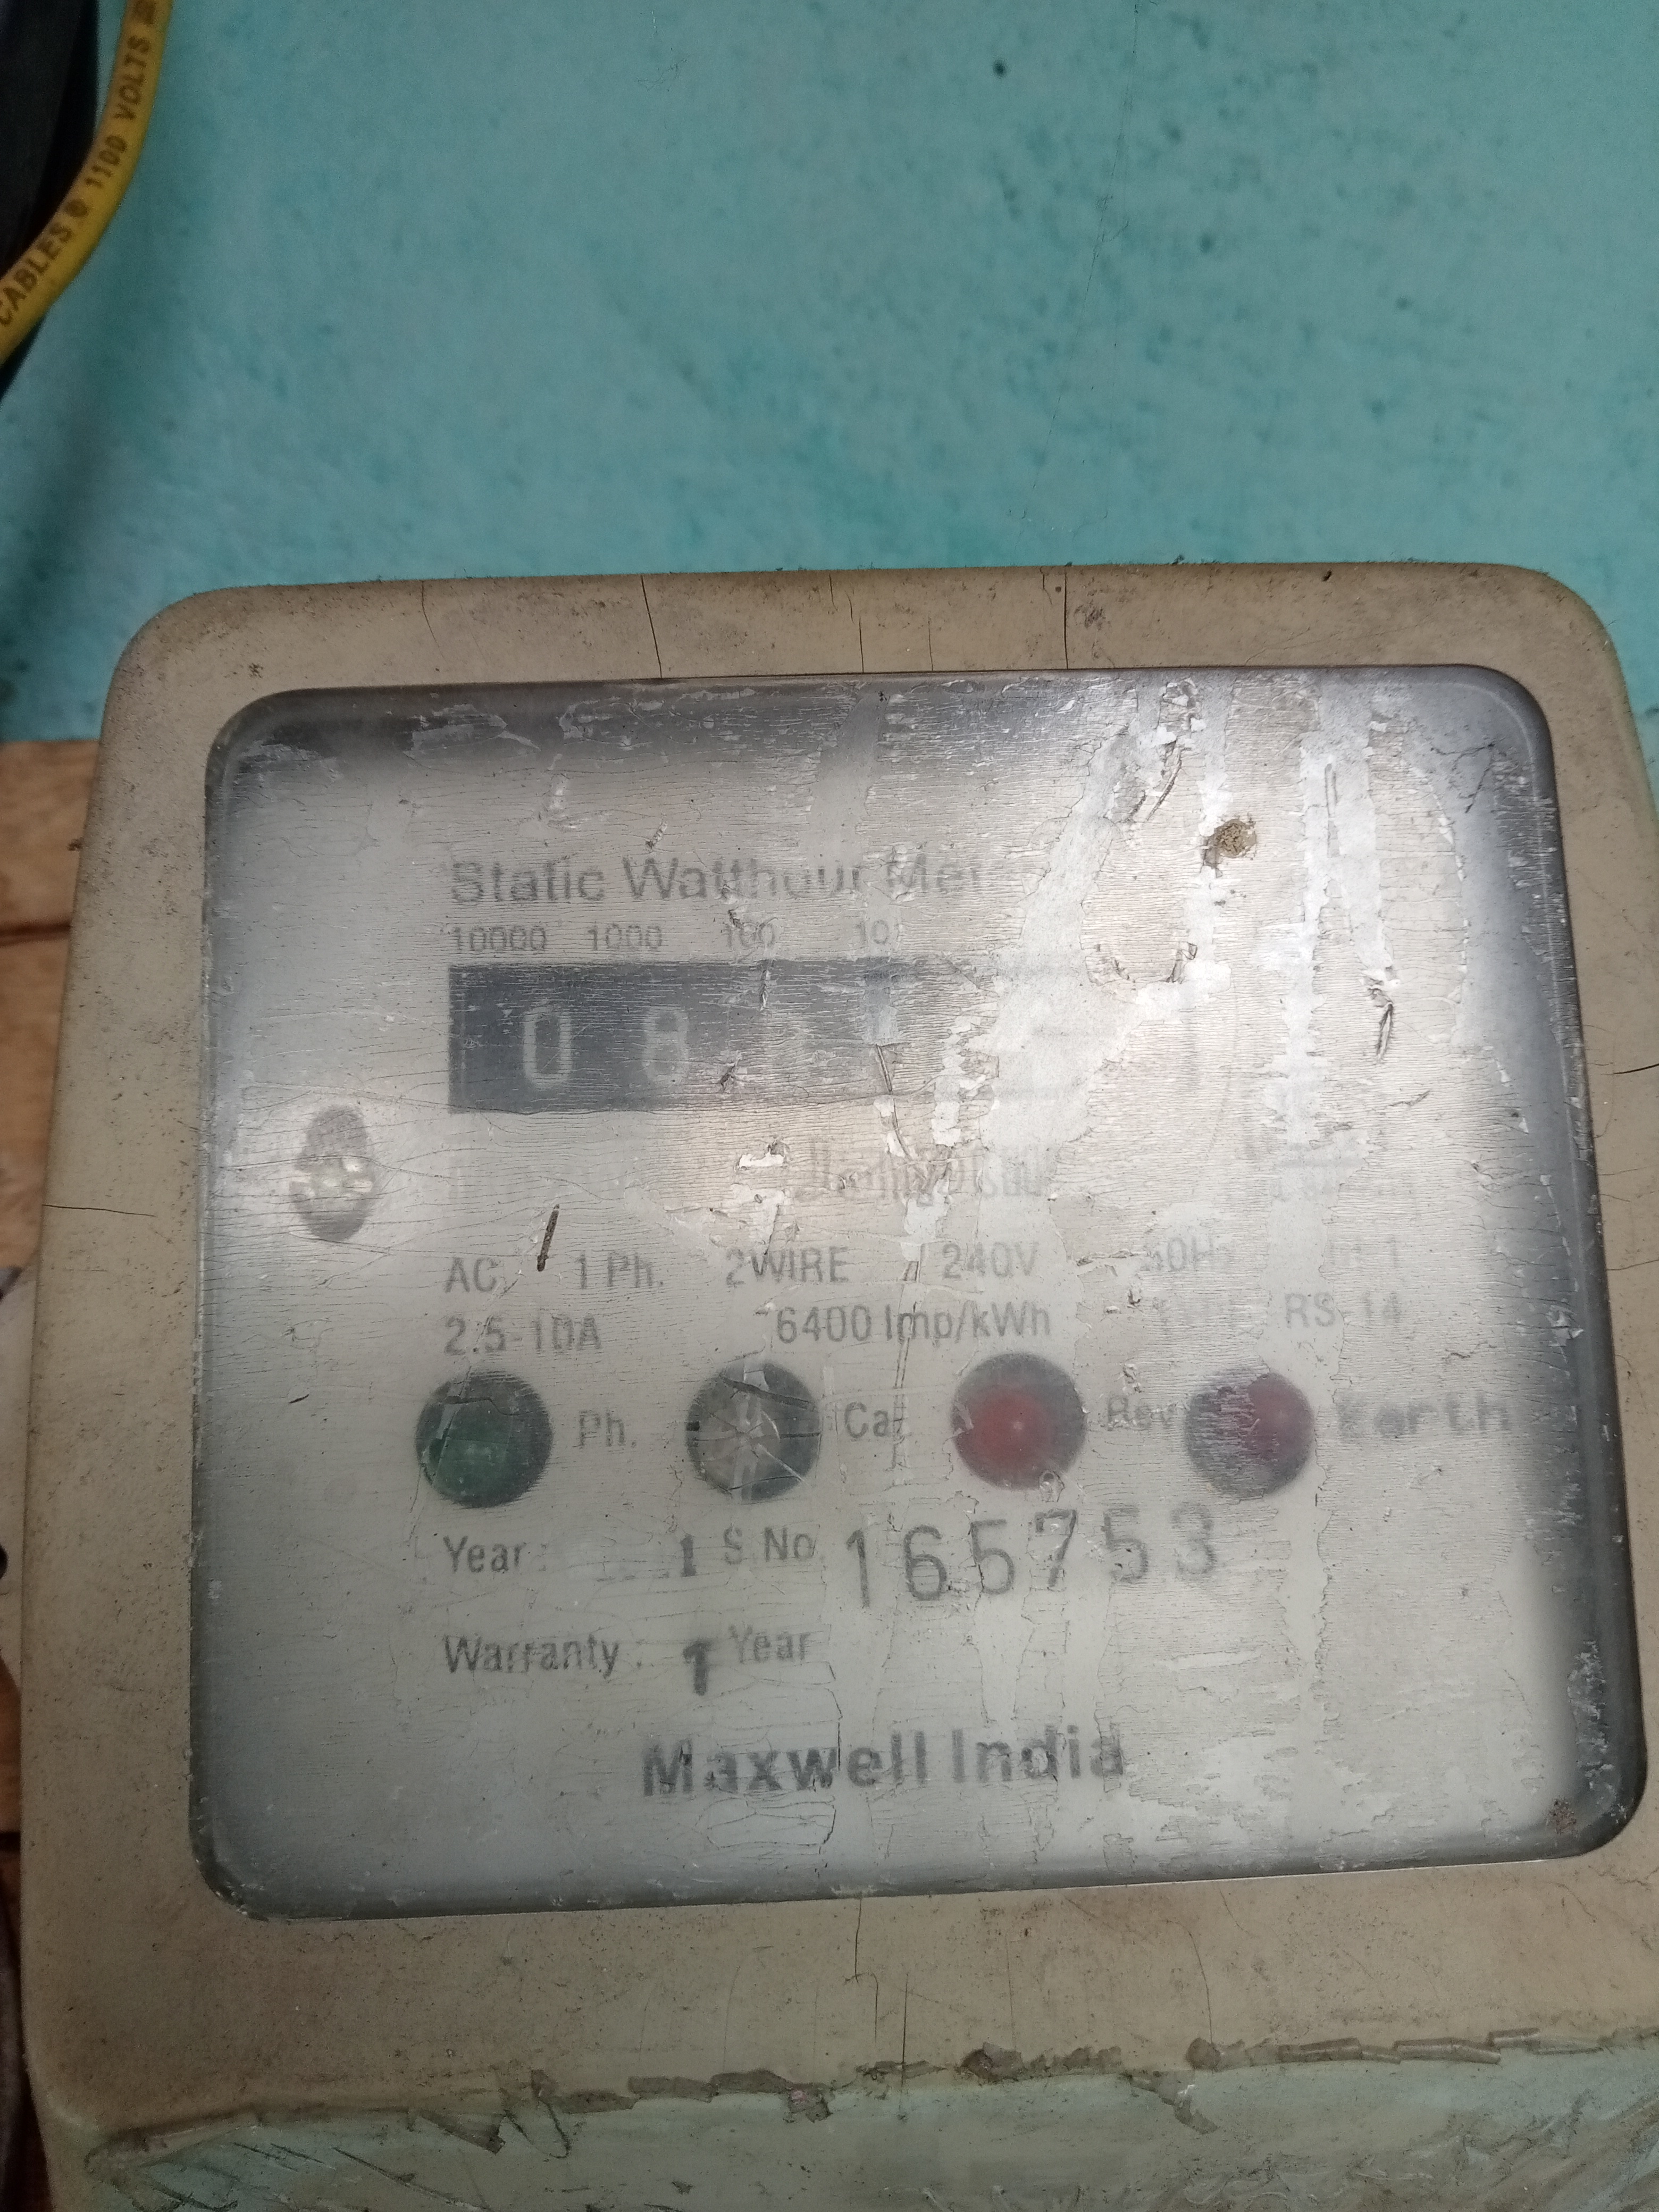 CABLES ® 1100 VOLTS
Static Watthour
10000 1000 100 10
0 8
AC. 1 Ph. 2WIRE 240V 50Hz
2.5-10A 6400 Imp/kWh RS-14
Ph. Cal. Rev Earth
Year : S.No 165753
Warranty : 1 Year
Maxwell India